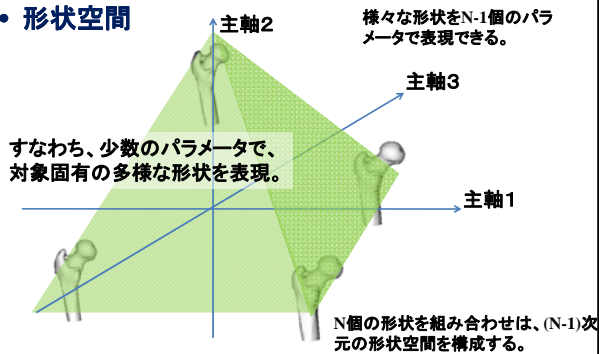 • 形状空間
主軸2
様々な形状をN-1個のパラ
メータで表現できる。
主軸3
すなわち、少数のパラメータで、
対象固有の多様な形状を表現。
主軸1
N個の形状を組み合わせは、(N-1)次
元の形状空間を構成する。